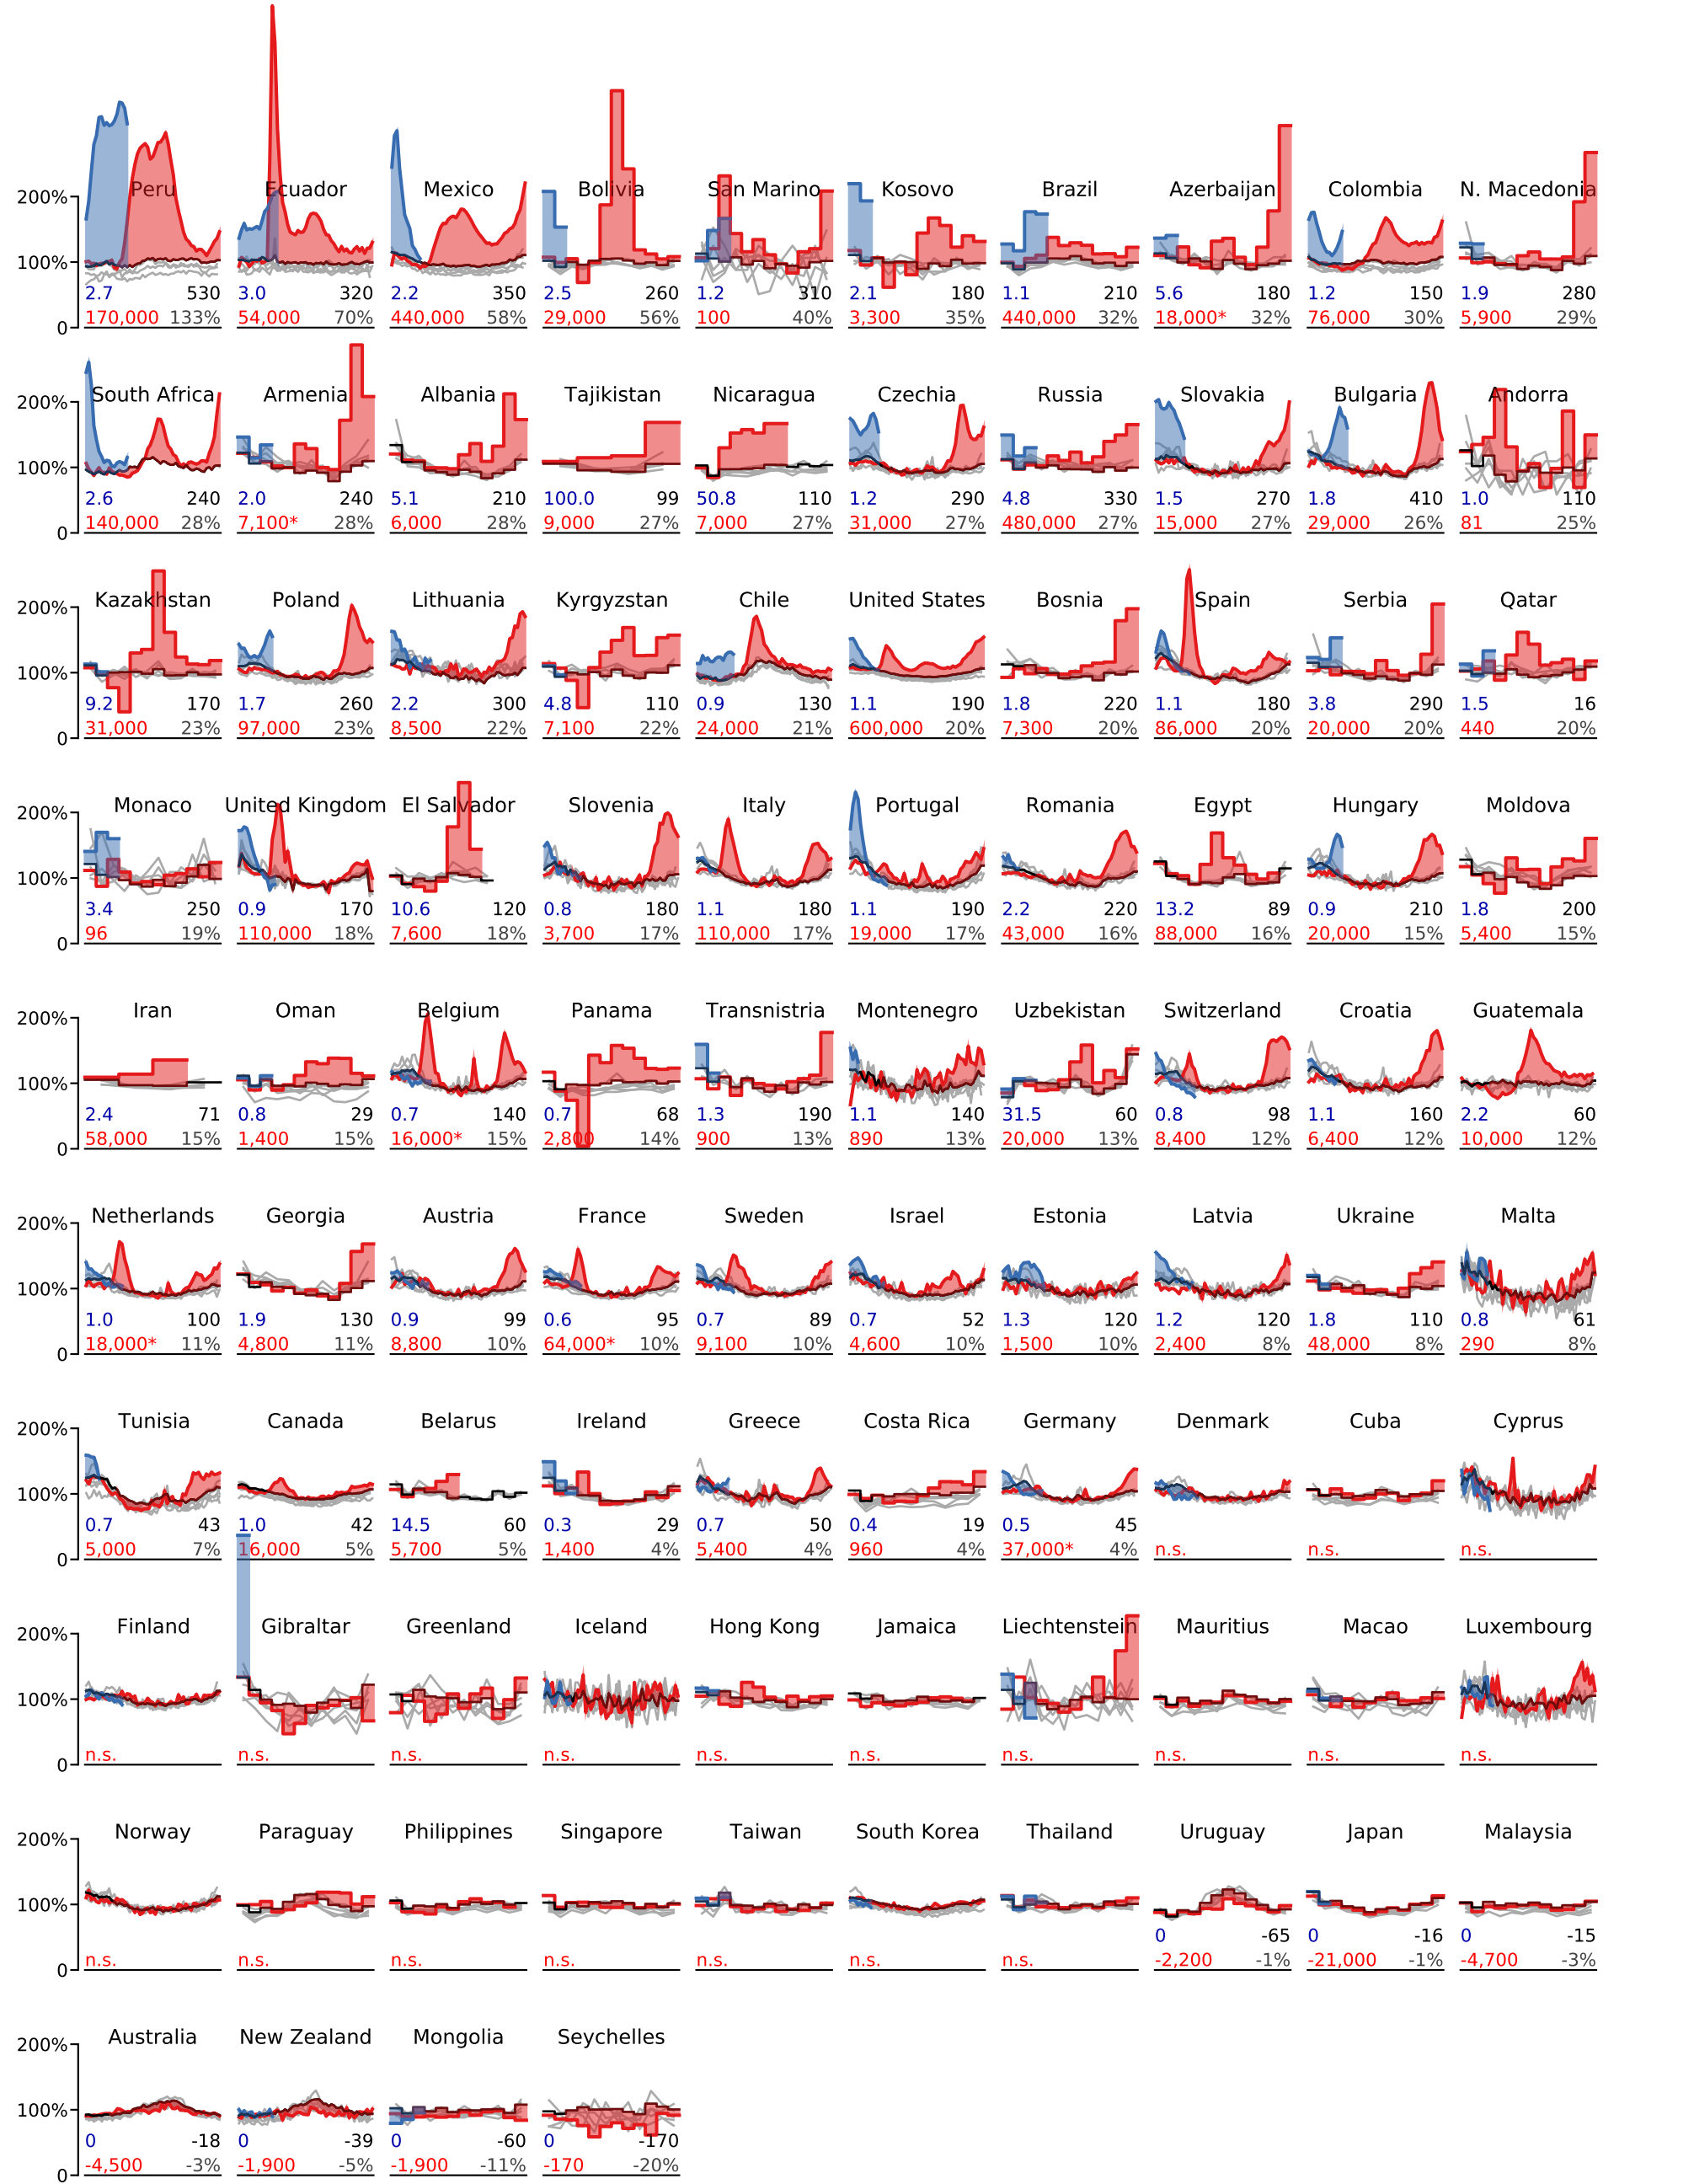 Peru Ecuador Mexico Bolivia San Marino Kosovo Brazil Azerbaijan Colombia N. Macedonia
200%
100%
2.7 530 3.0 320 2.2 350 2.5 260 1.2 310 2.1 180 1.1 210 5.6 180 1.2 150 1.9 280
170,000 133% 54,000 70% 440,000 58% 29,000 56% 100 40% 3,300 35% 440,000 32% 18,000* 32% 76,000 30% 5,900 29%
0
South Africa Armenia Albania Tajikistan Nicaragua Czechia Russia Slovakia Bulgaria Andorra
200%
100%
2.6 240 2.0 240 5.1 210 100.0 99 50.8 110 1.2 290 4.8 330 1.5 270 1.8 410 1.0 110
140,000 28% 7,100* 28% 6,000 28% 9,000 27% 7,000 27% 31,000 27% 480,000 27% 15,000 27% 29,000 26% 81 25%
0
Kazakhstan Poland Lithuania Kyrgyzstan Chile United States Bosnia Spain Serbia Qatar
200%
100%
9.2 170 1.7 260 2.2 300 4.8 110 0.9 130 1.1 190 1.8 220 1.1 180 3.8 290 1.5 16
31,000 23% 97,000 23% 8,500 22% 7,100 22% 24,000 21% 600,000 20% 7,300 20% 86,000 20% 20,000 20% 440 20%
0
Monaco United Kingdom El Salvador Slovenia Italy Portugal Romania Egypt Hungary Moldova
200%
100%
3.4 250 0.9 170 10.6 120 0.8 180 1.1 180 1.1 190 2.2 220 13.2 89 0.9 210 1.8 200
96 19% 110,000 18% 7,600 18% 3,700 17% 110,000 17% 19,000 17% 43,000 16% 88,000 16% 20,000 15% 5,400 15%
0
Iran Oman Belgium Panama Transnistria Montenegro Uzbekistan Switzerland Croatia Guatemala
200%
100%
2.4 71 0.8 29 0.7 140 0.7 68 1.3 190 1.1 140 31.5 60 0.8 98 1.1 160 2.2 60
58,000 15% 1,400 15% 16,000* 15% 2,800 14% 900 13% 890 13% 20,000 13% 8,400 12% 6,400 12% 10,000 12%
0
Netherlands Georgia Austria France Sweden Israel Estonia Latvia Ukraine Malta
200%
100%
1.0 100 1.9 130 0.9 99 0.6 95 0.7 89 0.7 52 1.3 120 1.2 120 1.8 110 0.8 61
18,000* 11% 4,800 11% 8,800 10% 64,000* 10% 9,100 10% 4,600 10% 1,500 10% 2,400 8% 48,000 8% 290 8%
0
Tunisia Canada Belarus Ireland Greece Costa Rica Germany Denmark Cuba Cyprus
200%
100%
0.7 43 1.0 42 14.5 60 0.3 29 0.7 50 0.4 19 0.5 45
5,000 7% 16,000 5% 5,700 5% 1,400 4% 5,400 4% 960 4% 37,000* 4% n.s. n.s. n.s.
0
Finland Gibraltar Greenland Iceland Hong Kong Jamaica Liechtenstein Mauritius Macao Luxembourg
200%
100%
n.s. n.s. n.s. n.s. n.s. n.s. n.s. n.s. n.s. n.s.
0
Norway Paraguay Philippines Singapore Taiwan South Korea Thailand Uruguay Japan Malaysia
200%
100%
0 -65 0 -16 0 -15
n.s. n.s. n.s. n.s. n.s. n.s. n.s. -2,200 -1% -21,000 -1% -4,700 -3%
0
Australia New Zealand Mongolia Seychelles
200%
100%
0 -18 0 -39 0 -60 0 -170
-4,500 -3% -1,900 -5% -1,900 -11% -170 -20%
0